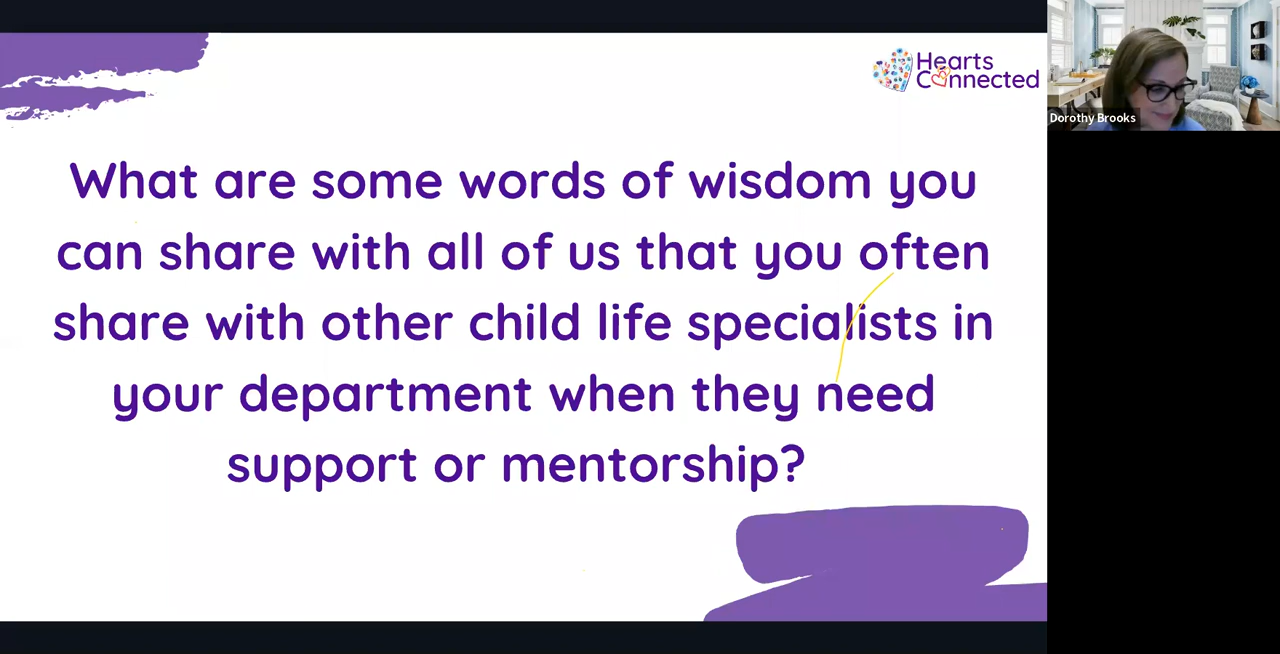 Hearts
Connected
Dorothy Brooks
What are some words of wisdom you
can share with all of us that you often
share with other child life specialists in
your department when they need
support or mentorship?